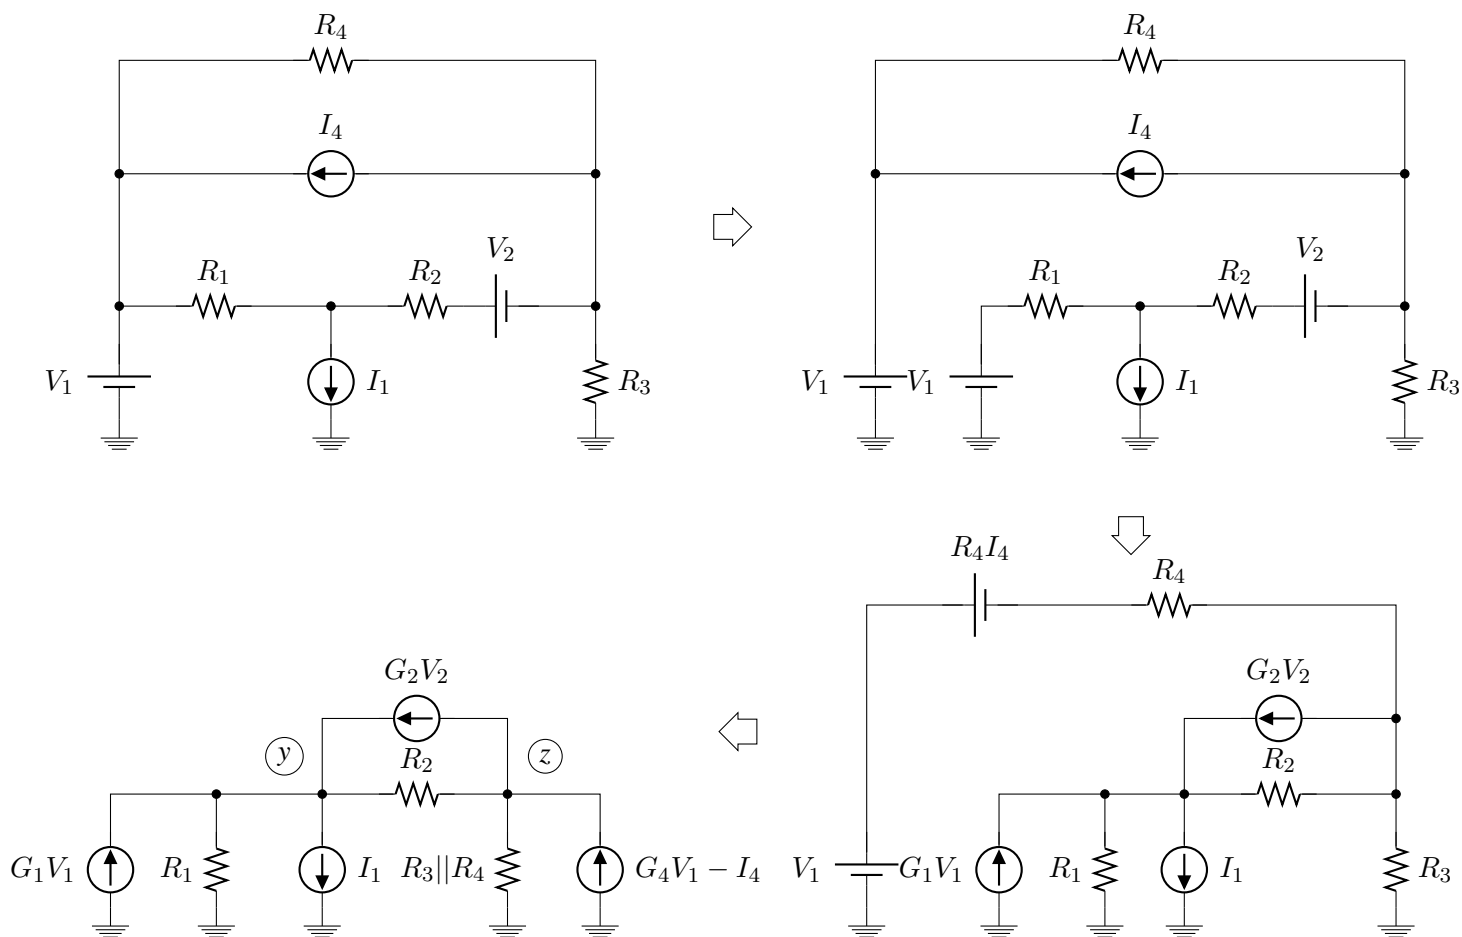 R₄
R₄
I₄
I₄
V₂
V₂
R₁
R₂
R₁
R₂
V₁
I₁
R₃
V₁
V₁
I₁
R₃
R₄I₄
R₄
G₂V₂
G₂V₂
y
z
R₂
R₂
G₁V₁
R₁
I₁
R₃||R₄
G₄V₁ − I₄
V₁
G₁V₁
R₁
I₁
R₃